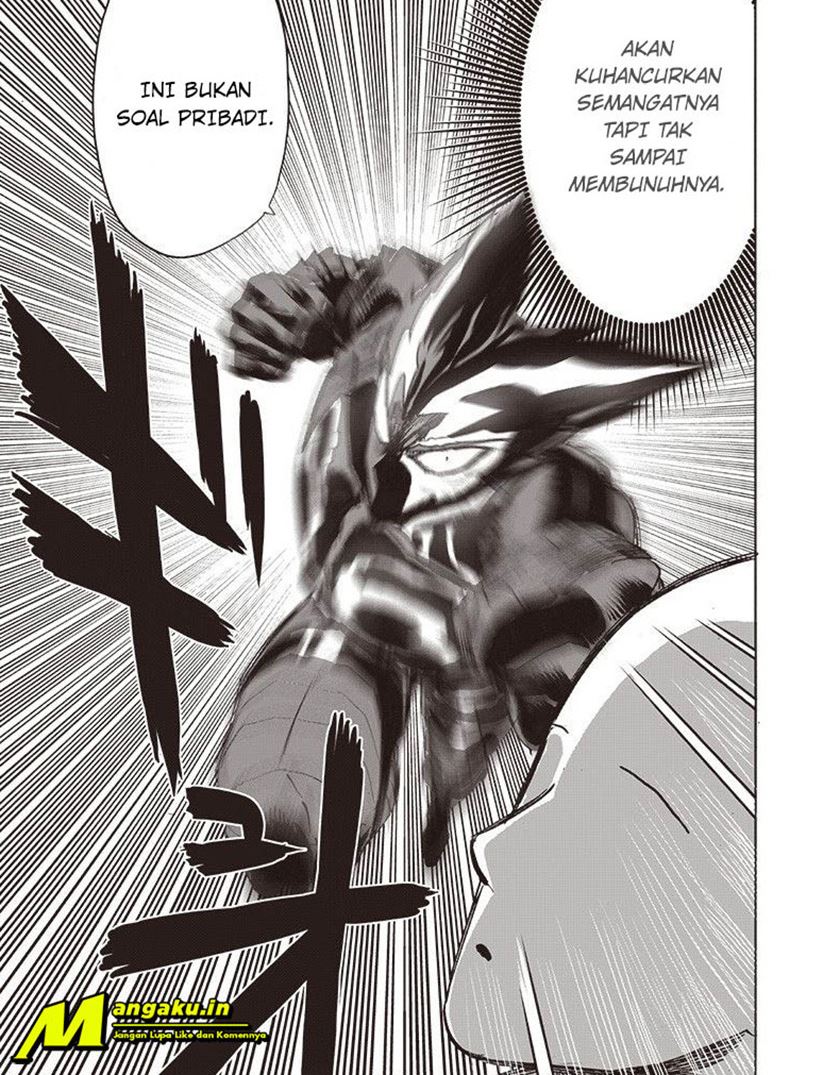 AKAN
KUHANCURKAN
SEMANGATNYA
TAPI TAK
SAMPAI
MEMBUNUHNYA.
INI BUKAN
SOAL PRIBADI.
ギュオ
Mangaku.in
Jangan Lupa Like dan Komennya